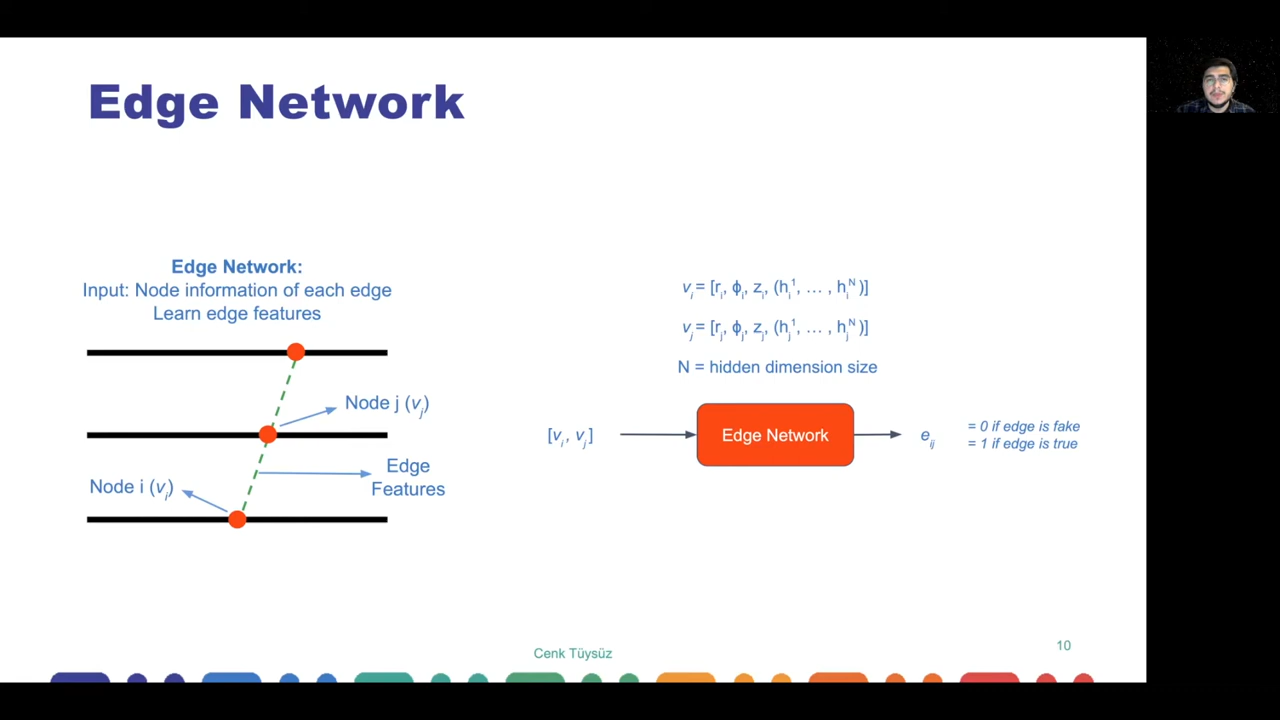 Edge Network
Edge Network:
Input: Node information of each edge
Learn edge features
Node j (vⱼ)
Edge
Features
Node i (vᵢ)
vᵢ = [rᵢ, ϕᵢ, zᵢ, (hᵢ¹, … , hᵢᴺ )]
vⱼ = [rⱼ, ϕⱼ, zⱼ, (hⱼ¹, … , hⱼᴺ )]
N = hidden dimension size
[vᵢ , vⱼ ]
Edge Network
eᵢⱼ
= 0 if edge is fake
= 1 if edge is true
Cenk Tüysüz
10